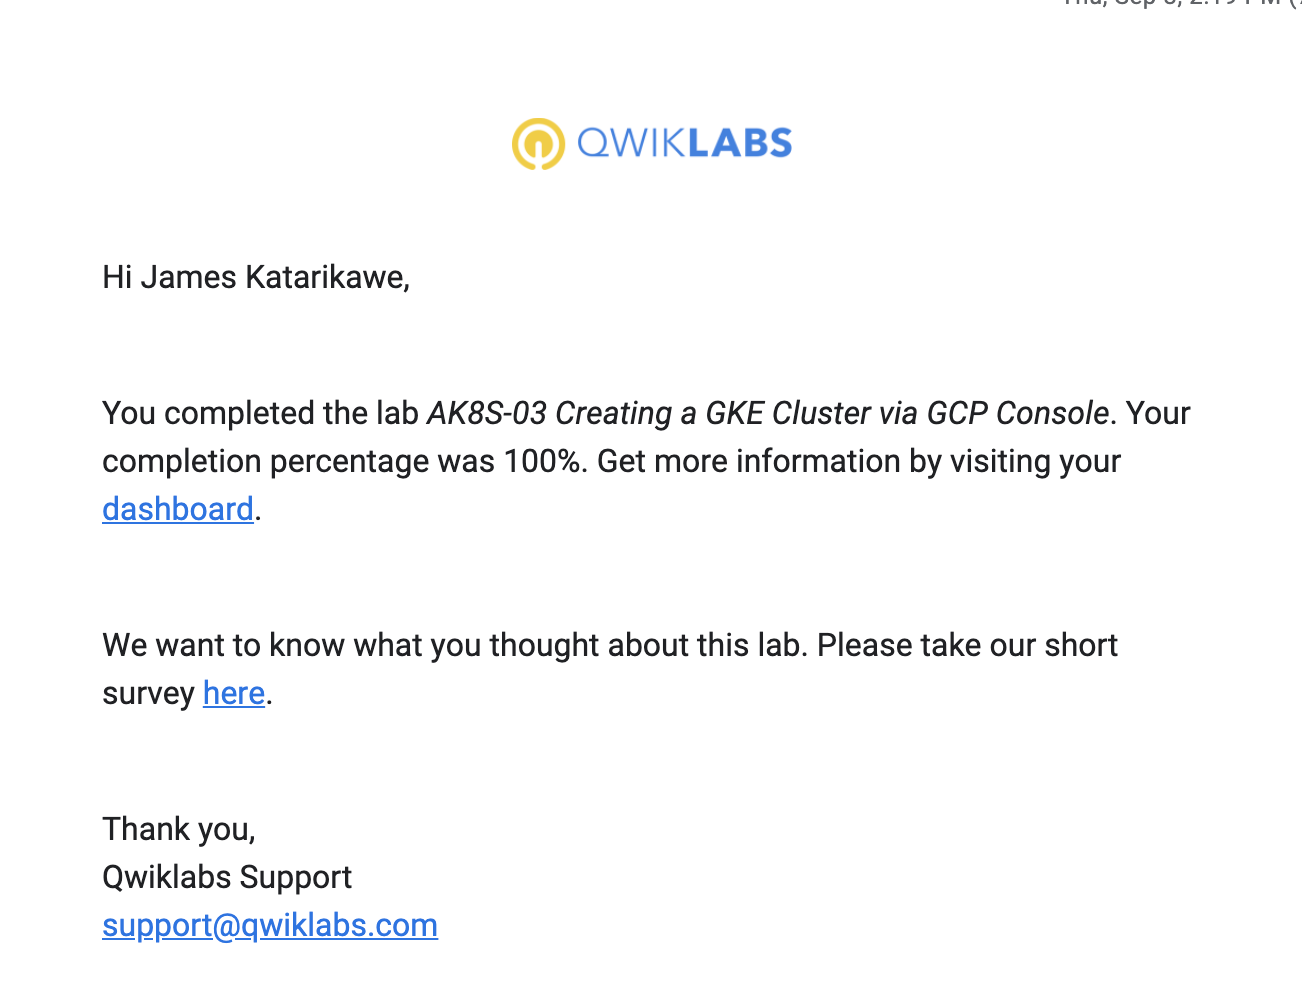 QWIKLABS
Hi James Katarikawe,
You completed the lab AK8S-03 Creating a GKE Cluster via GCP Console. Your
completion percentage was 100%. Get more information by visiting your
dashboard.
We want to know what you thought about this lab. Please take our short
survey here.
Thank you,
Qwiklabs Support
support@qwiklabs.com